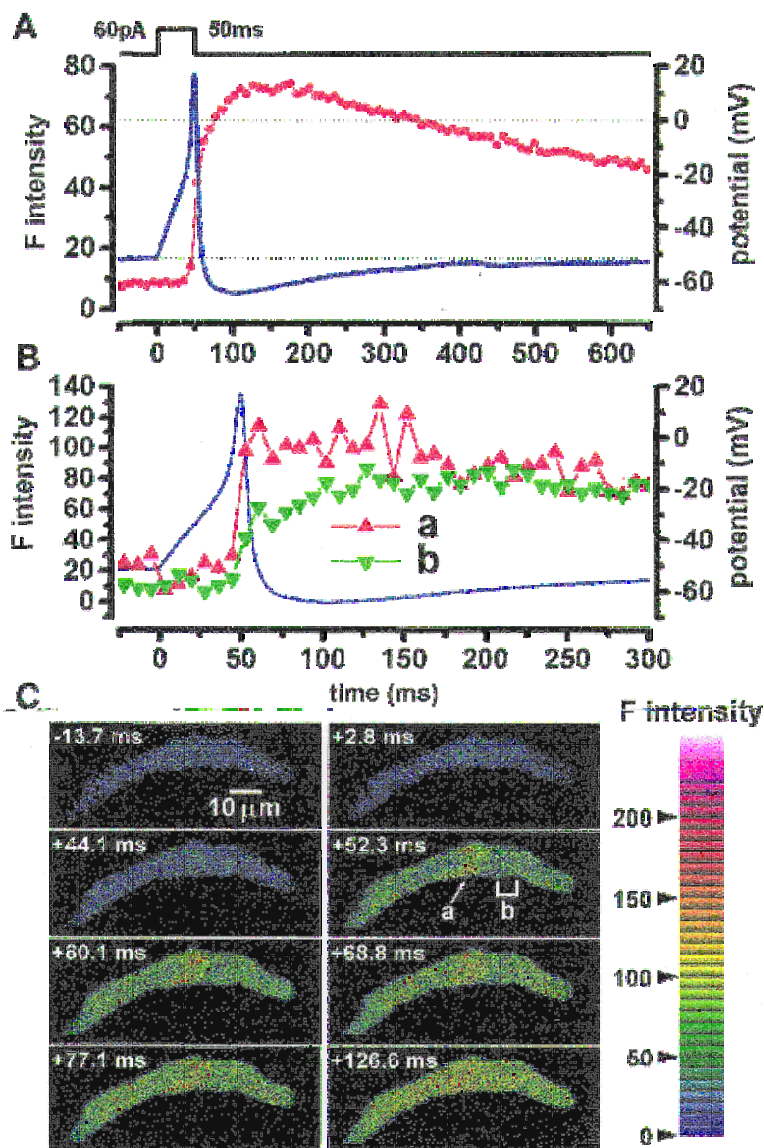 A
60pA 50ms
80
60
40
20
0
F intensity
20
0
-20
-40
-60
potential (mV)
0 100 200 300 400 500 600
B
140
120
100
80
60
40
20
0
F intensity
a
b
20
0
-20
-40
-60
potential (mV)
0 50 100 150 200 250 300
time (ms)
C
F intensity
-13.7 ms +2.8 ms
10 μm
+44.1 ms +52.3 ms
a b
+60.1 ms +68.8 ms
+77.1 ms +126.6 ms
200
150
100
50
0